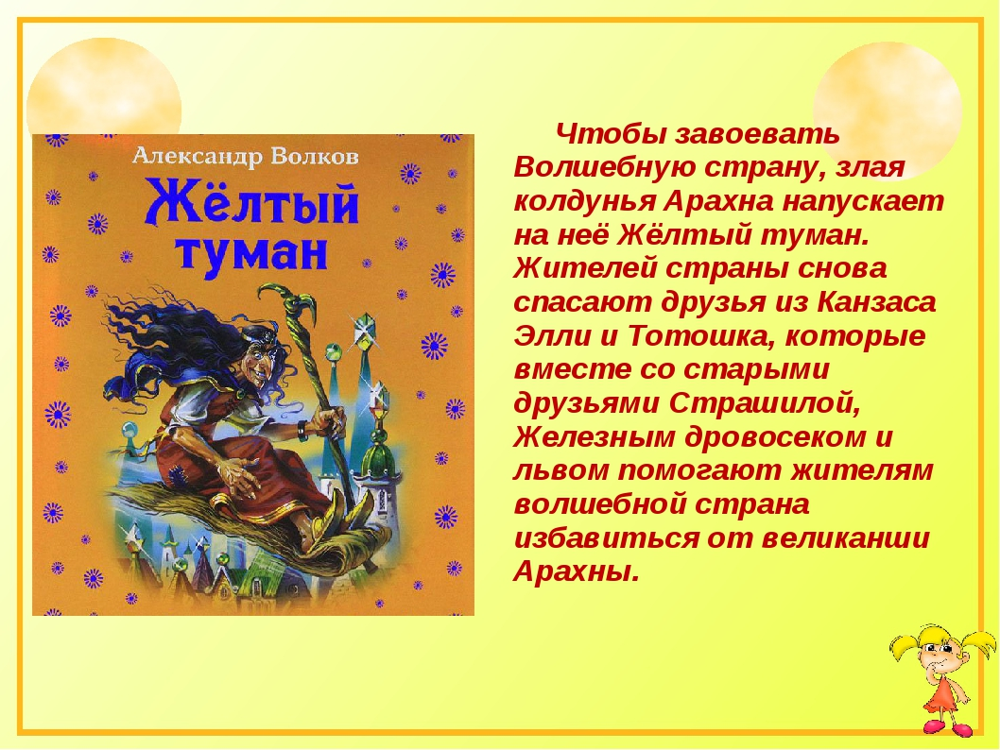 Александр Волков
Жёлтый
туман
Чтобы завоевать
Волшебную страну, злая
колдунья Арахна напускает
на неё Жёлтый туман.
Жителей страны снова
спасают друзья из Канзаса
Элли и Тотошка, которые
вместе со старыми
друзьями Страшилой,
Железным дровосеком и
львом помогают жителям
волшебной страна
избавиться от великанши
Арахны.